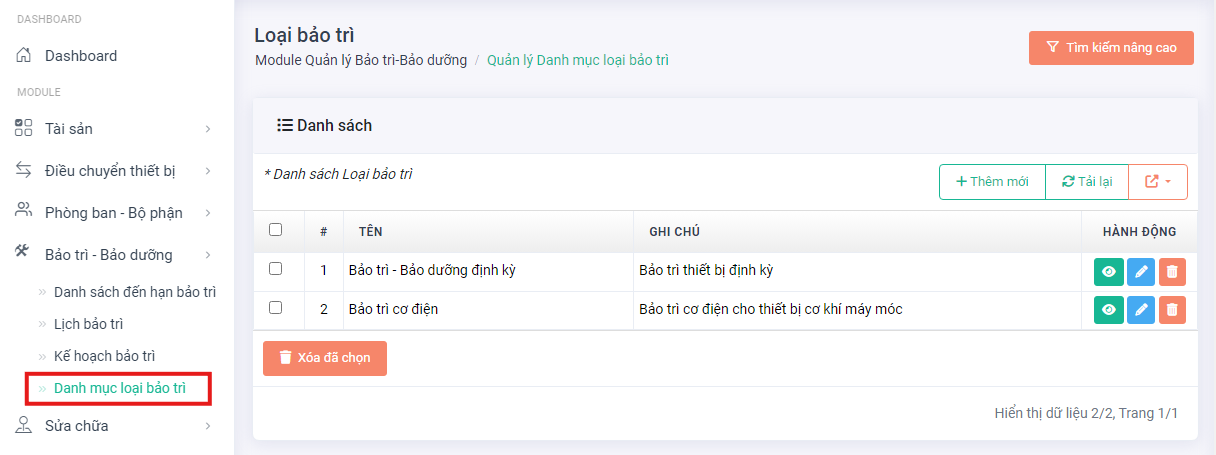 DASHBOARD
Dashboard
MODULE
Tài sản
Điều chuyển thiết bị
Phòng ban - Bộ phận
Bảo trì - Bảo dưỡng
» Danh sách đến hạn bảo trì
» Lịch bảo trì
» Kế hoạch bảo trì
» Danh mục loại bảo trì
Sửa chữa
Loại bảo trì
Module Quản lý Bảo trì-Bảo dưỡng / Quản lý Danh mục loại bảo trì
Tìm kiếm nâng cao
Danh sách
* Danh sách Loại bảo trì
Thêm mới Tải lại
# TÊN GHI CHÚ HÀNH ĐỘNG
1 Bảo trì - Bảo dưỡng định kỳ Bảo trì thiết bị định kỳ
2 Bảo trì cơ điện Bảo trì cơ điện cho thiết bị cơ khí máy móc
Xóa đã chọn
Hiển thị dữ liệu 2/2, Trang 1/1